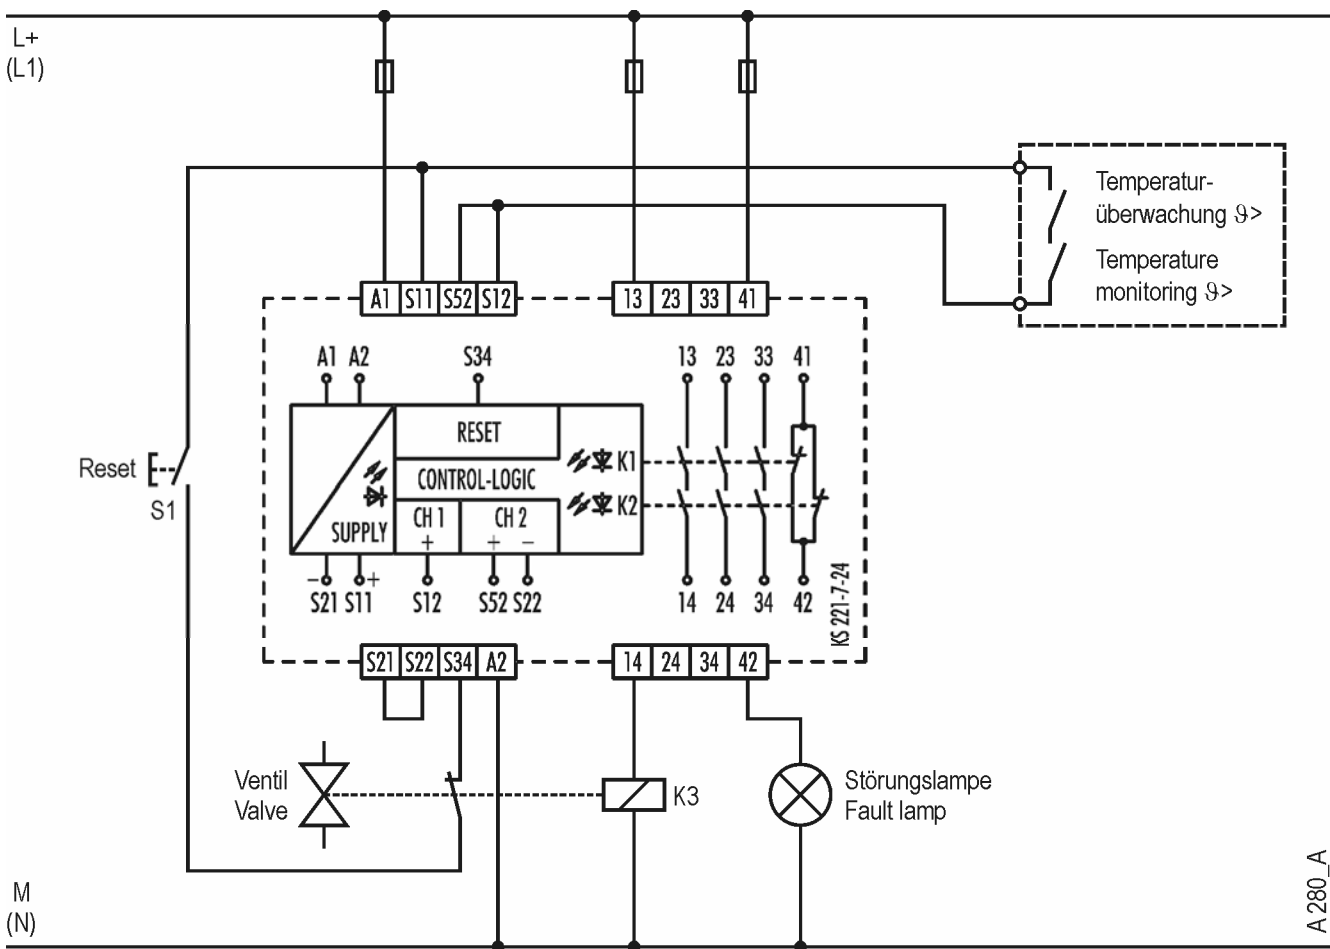 L+
(L1)
Temperatur-
überwachung ϑ>
Temperature
monitoring ϑ>
A1 S11 S52 S12
13 23 33 41
A1 A2 S34 13 23 33 41
RESET
K1
CONTROL-LOGIC
K2
SUPPLY
CH 1 CH 2
+ + −
Reset
S1
− +
S21 S11 S12 S52 S22 14 24 34 42
KS 221-7-24
S21 S22 S34 A2
14 24 34 42
Ventil
Valve
K3
Störungslampe
Fault lamp
M
(N)
A 280_A